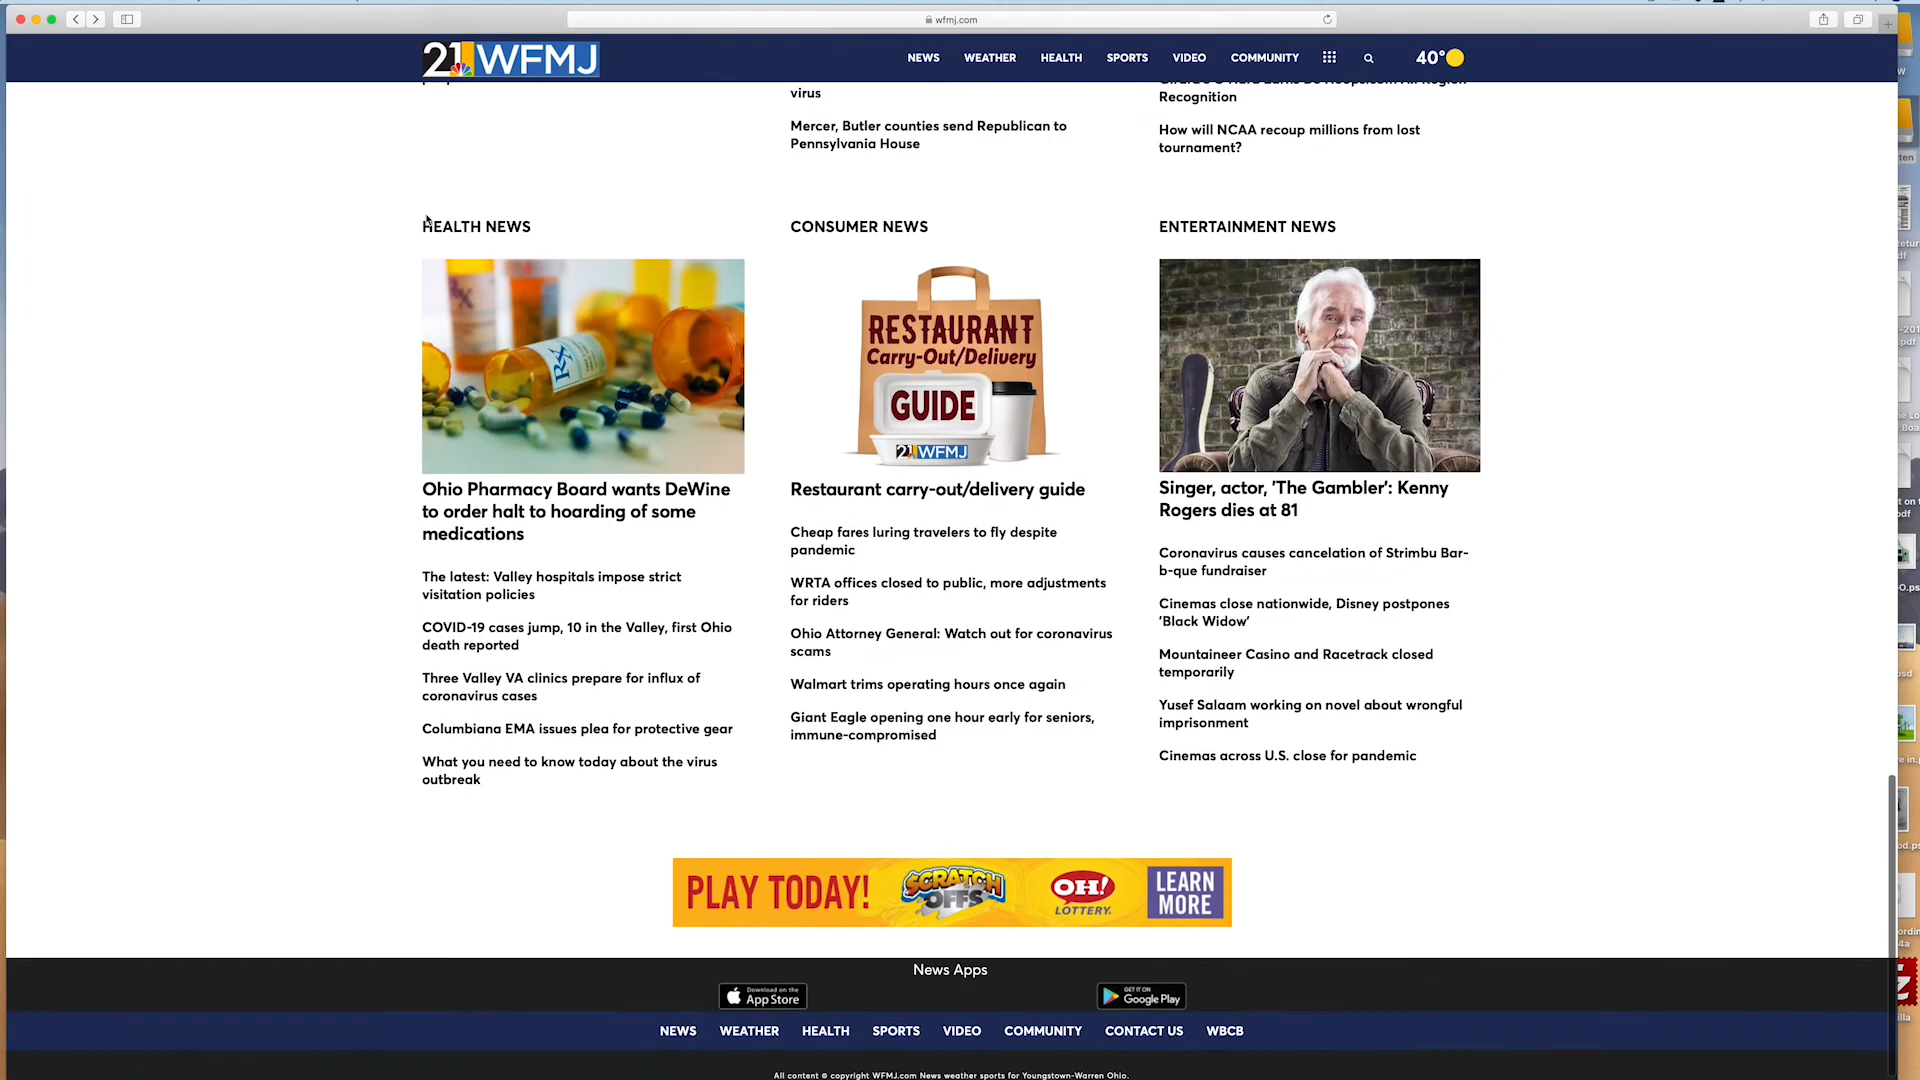 wfmj.com
21 WFMJ
NEWS WEATHER HEALTH SPORTS VIDEO COMMUNITY 40°
virus
Mercer, Butler counties send Republican to
Pennsylvania House
Recognition
How will NCAA recoup millions from lost
tournament?
HEALTH NEWS
Rx
Ohio Pharmacy Board wants DeWine
to order halt to hoarding of some
medications
The latest: Valley hospitals impose strict
visitation policies
COVID-19 cases jump, 10 in the Valley, first Ohio
death reported
Three Valley VA clinics prepare for influx of
coronavirus cases
Columbiana EMA issues plea for protective gear
What you need to know today about the virus
outbreak
CONSUMER NEWS
RESTAURANT
Carry-Out/Delivery
GUIDE
21 WFMJ
Restaurant carry-out/delivery guide
Cheap fares luring travelers to fly despite
pandemic
WRTA offices closed to public, more adjustments
for riders
Ohio Attorney General: Watch out for coronavirus
scams
Walmart trims operating hours once again
Giant Eagle opening one hour early for seniors,
immune-compromised
ENTERTAINMENT NEWS
Singer, actor, 'The Gambler': Kenny
Rogers dies at 81
Coronavirus causes cancelation of Strimbu Bar-
b-que fundraiser
Cinemas close nationwide, Disney postpones
'Black Widow'
Mountaineer Casino and Racetrack closed
temporarily
Yusef Salaam working on novel about wrongful
imprisonment
Cinemas across U.S. close for pandemic
PLAY TODAY! SCRATCH OFFS OH! LOTTERY. LEARN MORE
News Apps
Download on the
App Store
GET IT ON
Google Play
NEWS WEATHER HEALTH SPORTS VIDEO COMMUNITY CONTACT US WBCB
All content © copyright WFMJ.com News weather sports for Youngstown-Warren Ohio.